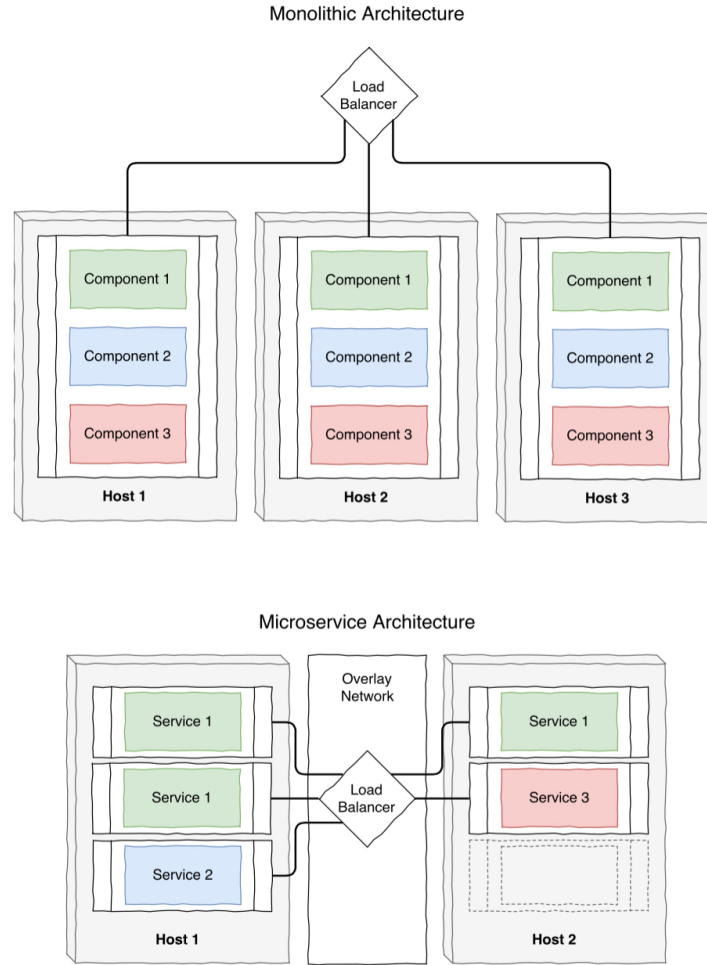 Monolithic Architecture
Load
Balancer
Component 1
Component 2
Component 3
Host 1
Component 1
Component 2
Component 3
Host 2
Component 1
Component 2
Component 3
Host 3
Microservice Architecture
Service 1
Service 1
Service 2
Host 1
Overlay
Network
Load
Balancer
Service 1
Service 3
Host 2